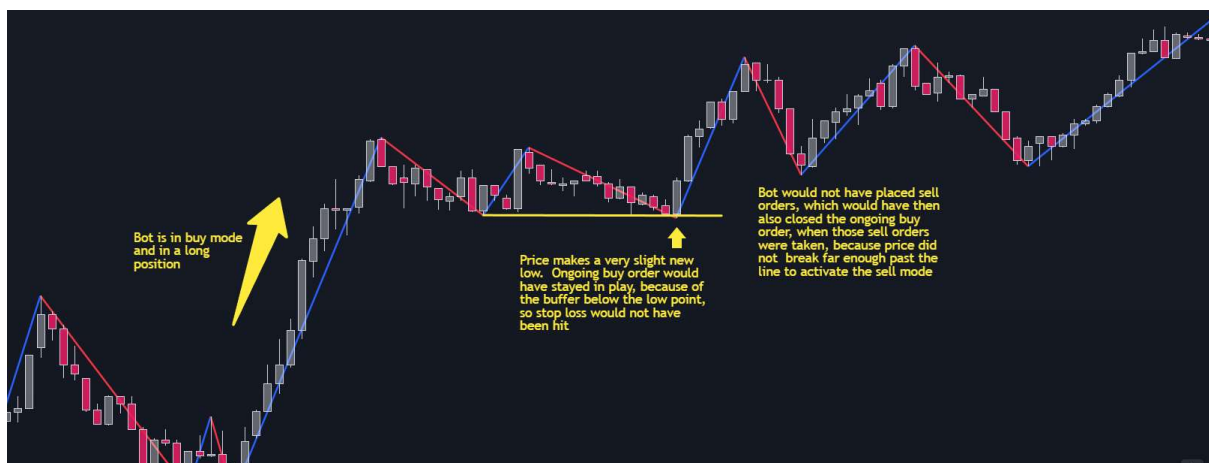 Bot is in buy mode
and in a long
position
Price makes a very slight new
low.  Ongoing buy order would
have stayed in play, because of
the buffer below the low point,
so stop loss would not have
been hit
Bot would not have placed sell
orders, which would have then
also closed the ongoing buy
order, when those sell orders
were taken, because price did
not  break far enough past the
line to activate the sell mode